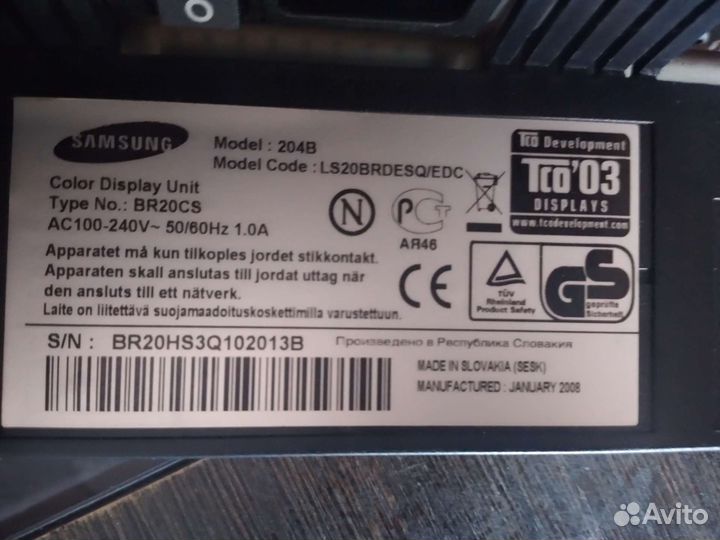 SAMSUNG
Model : 204B
Model Code : LS20BRDESQ/EDC
Color Display Unit
Type No.: BR20CS
AC100-240V~ 50/60Hz 1.0A
N
РСТ
АЯ46
TCO Development
TCO'03
DISPLAYS
www.tcodevelopment.com
Apparatet må kun tilkoples jordet stikkontakt.
Apparaten skall anslutas till jordat uttag när
den ansluts till ett nätverk.
Laite on liitettävä suojamaadoituskoskettimilla varustettuun.
CE
TÜV
Rheinland
Product Safety
GS
geprüfte
Sicherheit
S/N : BR20HS3Q102013B
Произведено в Республика Словакия
MADE IN SLOVAKIA (SESK)
MANUFACTURED : JANUARY 2008
Avito